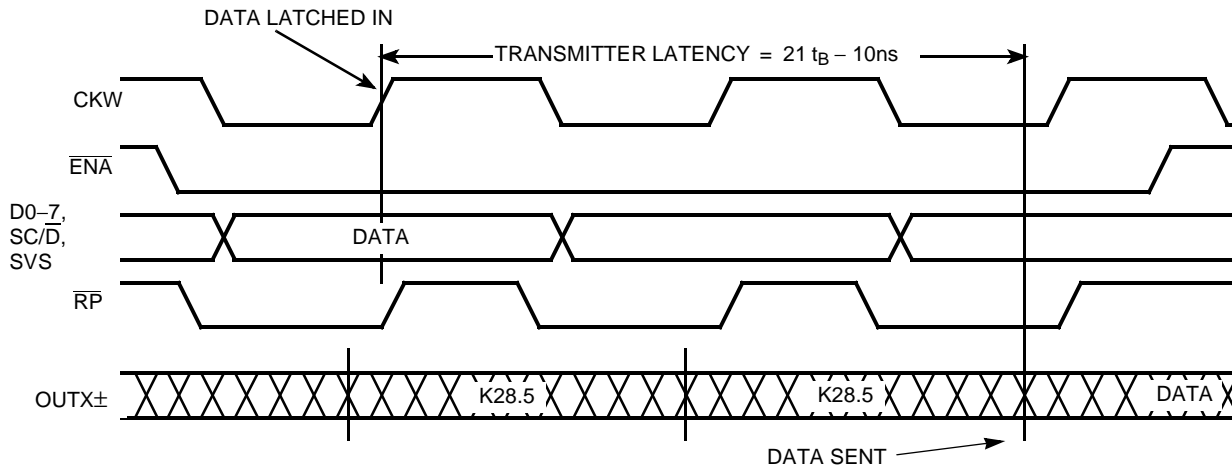 DATA LATCHED IN
TRANSMITTER LATENCY = 21 tB – 10ns
CKW
ENA
D0–7,
SC/D,
SVS
DATA
RP
OUTX±
K28.5
K28.5
DATA
DATA SENT